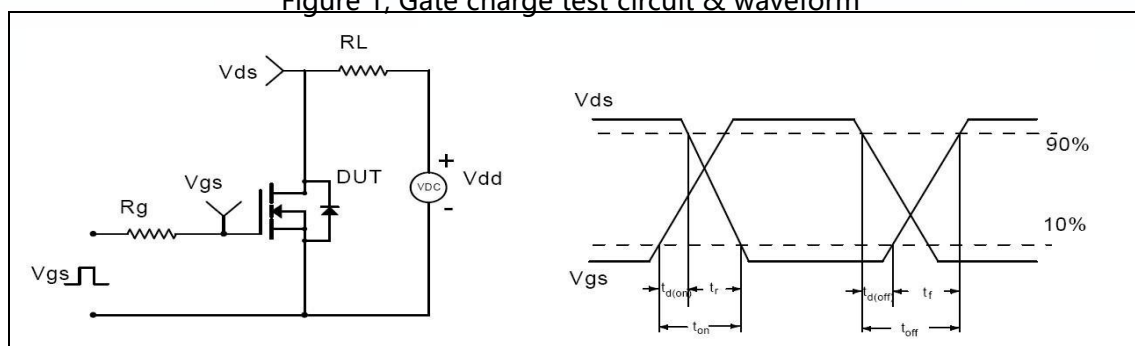 Figure 1, Gate charge test circuit & waveform
RL
Vds
Vgs
DUT
+
VDC
Vdd
-
Rg
Vgs
Vds
90%
10%
Vgs
td(on)
tr
td(off)
tf
ton
toff